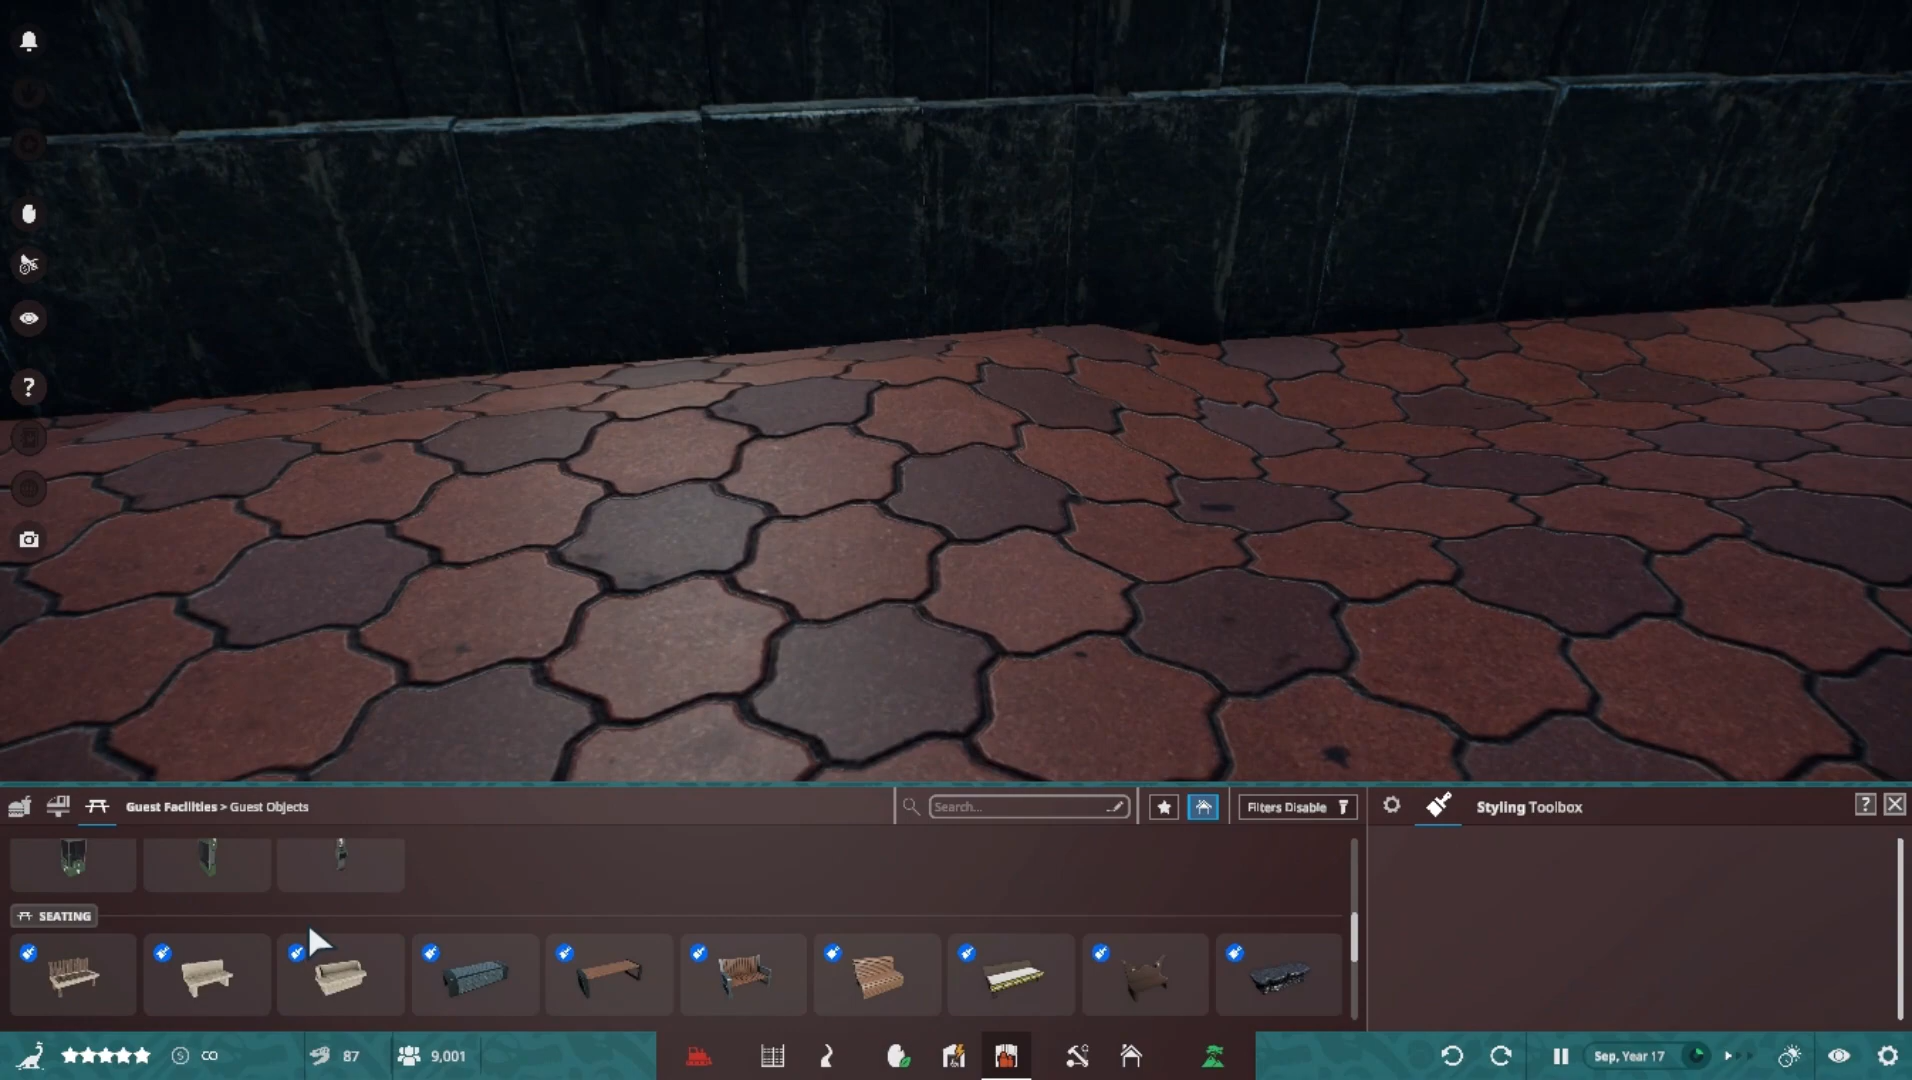 Guest Facilities > Guest Objects
Search...
Filters Disable
Styling Toolbox
?
?
SEATING
87
9,001
Sep, Year 17